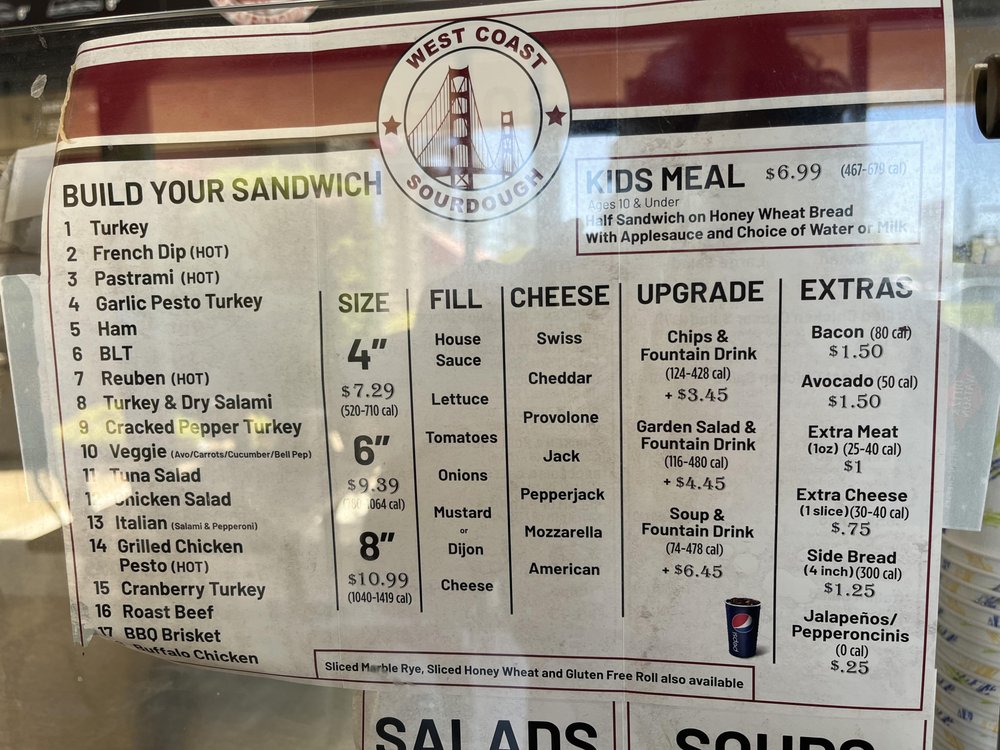 WEST COAST
SOURDOUGH
BUILD YOUR SANDWICH
1 Turkey
2 French Dip (HOT)
3 Pastrami (HOT)
4 Garlic Pesto Turkey
5 Ham
6 BLT
7 Reuben (HOT)
8 Turkey & Dry Salami
9 Cracked Pepper Turkey
10 Veggie (Avo/Carrots/Cucumber/Bell Pep)
11 Tuna Salad
Chicken Salad
13 Italian (Salami & Pepperoni)
14 Grilled Chicken
Pesto (HOT)
15 Cranberry Turkey
16 Roast Beef
17 BBQ Brisket
Buffalo Chicken
SIZE
4"
$7.29
(520-710 cal)
6"
$9.39
cal)
8"
$10.99
(1040-1419 cal)
FILL
House
Sauce
Lettuce
Tomatoes
Onions
Mustard
or
Dijon
Cheese
CHEESE
Swiss
Cheddar
Provolone
Jack
Pepperjack
Mozzarella
American
KIDS MEAL $6.99 (467-679 cal)
Ages 10 & Under
Half Sandwich on Honey Wheat Bread
With Applesauce and Choice of Water or Milk
UPGRADE
Chips &
Fountain Drink
(124-428 cal)
+ $3.45
Garden Salad &
Fountain Drink
(116-480 cal)
+ $4.45
Soup &
Fountain Drink
(74-478 cal)
+ $6.45
pepsi
EXTRAS
Bacon (80 cal)
$1.50
Avocado (50 cal)
$1.50
Extra Meat
(1oz) (25-40 cal)
$1
Extra Cheese
(1 slice) (30-40 cal)
$.75
Side Bread
(4 inch) (300 cal)
$1.25
Jalapeños/
Pepperoncinis
(0 cal)
$.25
Sliced Marble Rye, Sliced Honey Wheat and Gluten Free Roll also available
SALADS
SOUPS